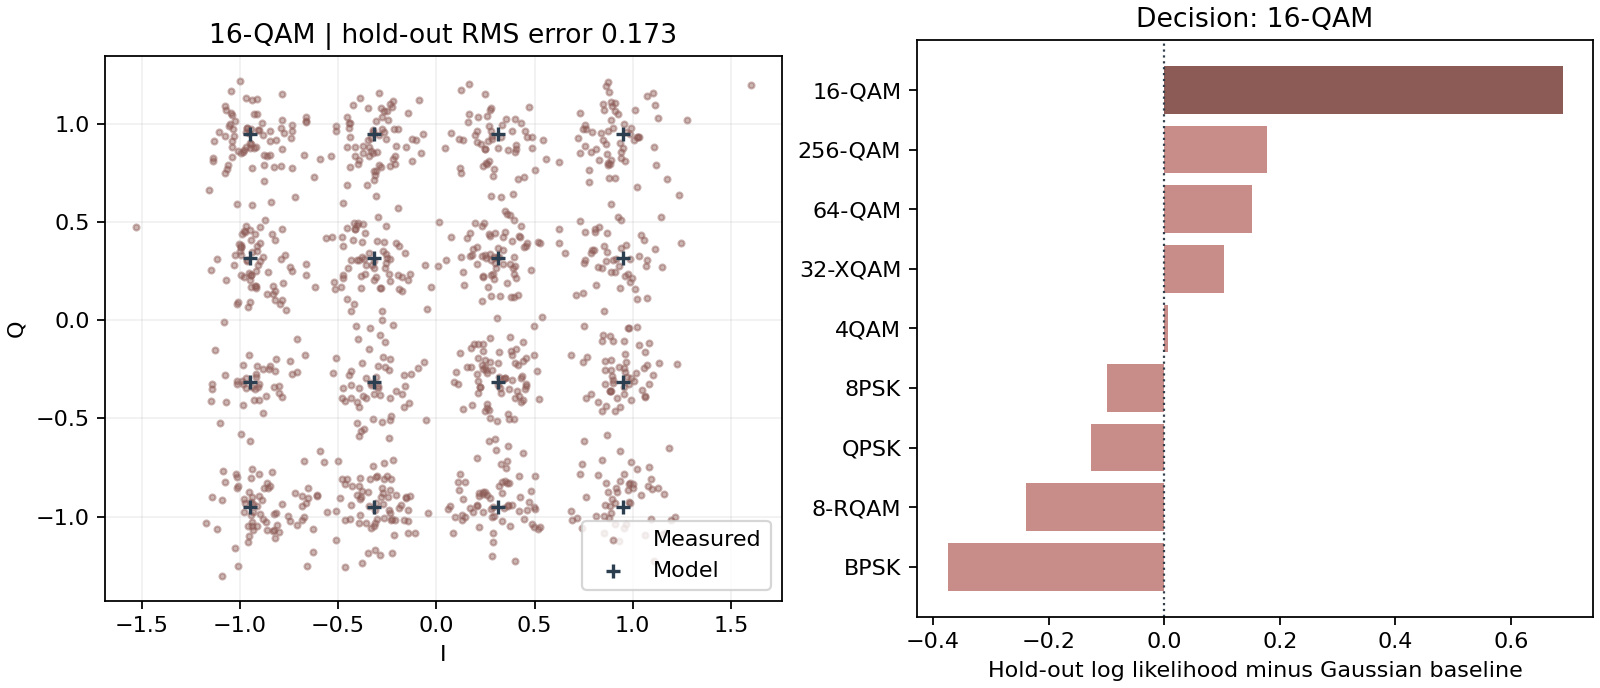 16-QAM | hold-out RMS error 0.173
Q
1.0
0.5
0.0
−0.5
−1.0
Measured
Model
−1.5
−1.0
−0.5
0.0
0.5
1.0
1.5
I
Decision: 16-QAM
16-QAM
256-QAM
64-QAM
32-XQAM
4QAM
8PSK
QPSK
8-RQAM
BPSK
−0.4
−0.2
0.0
0.2
0.4
0.6
Hold-out log likelihood minus Gaussian baseline